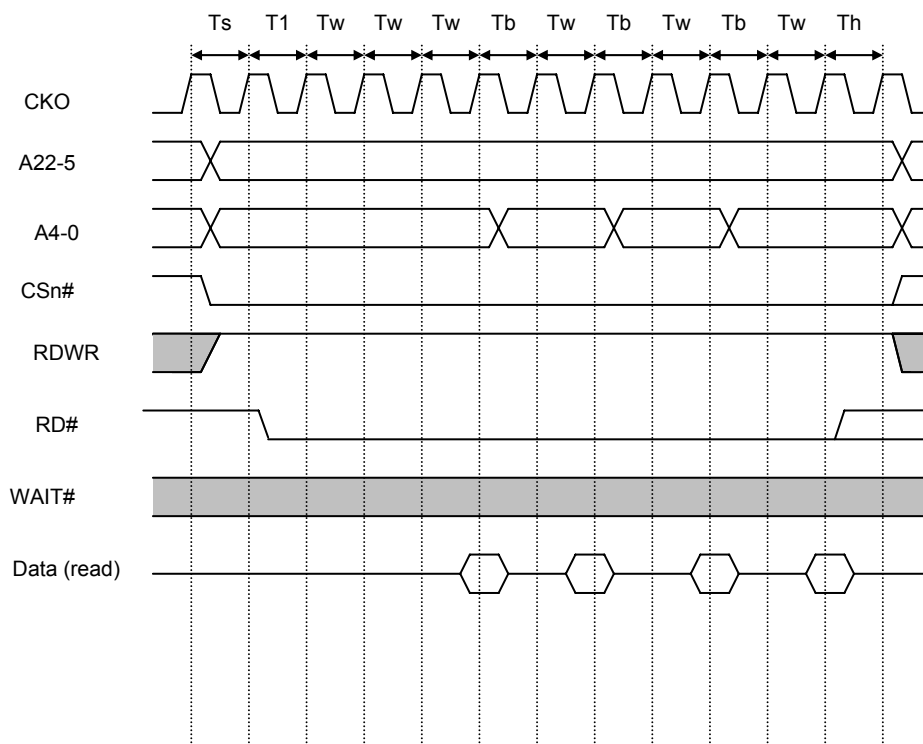 Ts T1 Tw Tw Tw Tb Tw Tb Tw Tb Tw Th
CKO
A22-5
A4-0
CSn#
RDWR
RD#
WAIT#
Data (read)